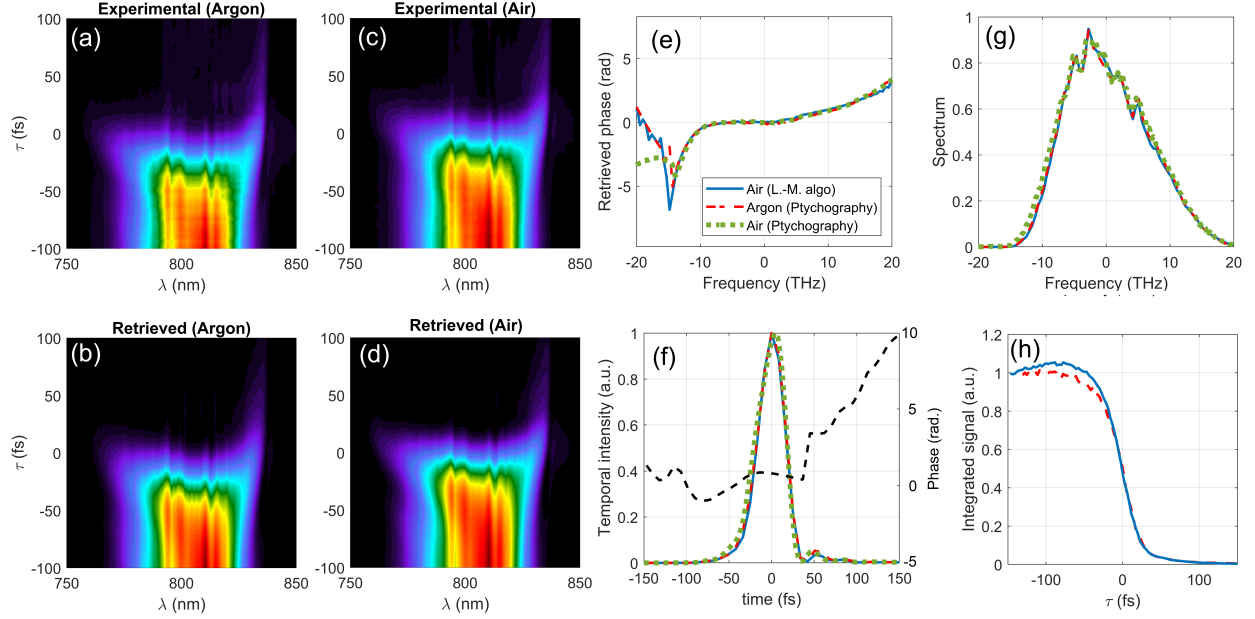 Experimental (Argon)
(a)
100
50
0
-50
-100
τ (fs)
750
800
850
λ (nm)
Experimental (Air)
(c)
100
50
0
-50
-100
750
800
850
λ (nm)
(e)
5
0
-5
Retrieved phase (rad)
Air (L.-M. algo)
Argon (Ptychography)
Air (Ptychography)
-20
-10
0
10
20
Frequency (THz)
(g)
1
0.8
0.6
0.4
0.2
0
Spectrum
-20
-10
0
10
20
Frequency (THz)
Retrieved (Argon)
(b)
100
50
0
-50
-100
τ (fs)
750
800
850
λ (nm)
Retrieved (Air)
(d)
100
50
0
-50
-100
750
800
850
λ (nm)
(f)
1
0.8
0.6
0.4
0.2
0
Temporal intensity (a.u.)
10
5
0
-5
Phase (rad.)
-150
-100
-50
0
50
100
150
time (fs)
(h)
1.2
1
0.8
0.6
0.4
0.2
0
Integrated signal (a.u.)
-100
0
100
τ (fs)